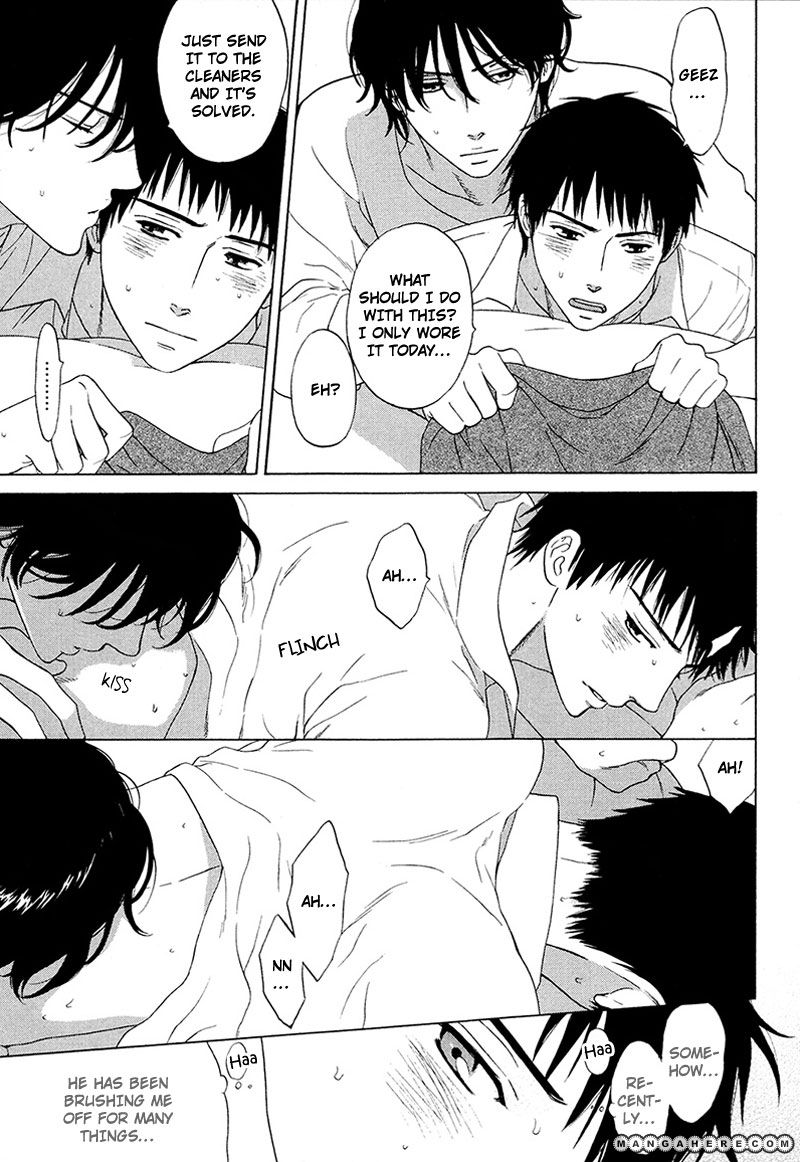 GEEZ
...
WHAT
SHOULD I DO
WITH THIS?
I ONLY WORE
IT TODAY...
EH?
JUST SEND
IT TO THE
CLEANERS
AND IT'S
SOLVED.
.........
AH...
FLINCH
KISS
AH!
AH...
NN
...
SOME-
HOW...
RE-
CENT-
LY...
Haa
Haa
HE HAS BEEN
BRUSHING ME
OFF FOR MANY
THINGS...
MANGAHERE.COM